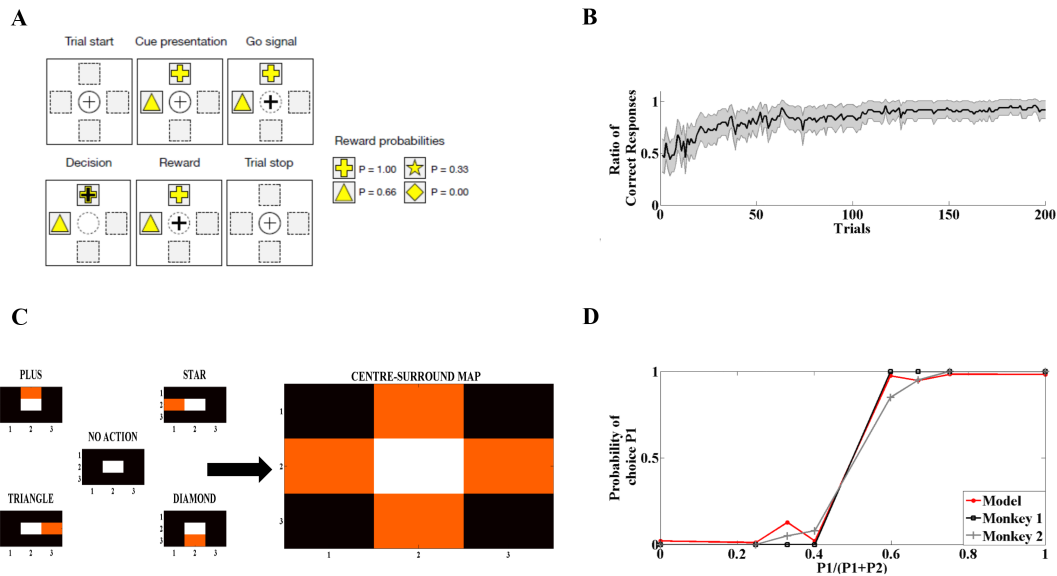 A
Trial start Cue presentation Go signal
Decision Reward Trial stop
Reward probabilities
P = 1.00 P = 0.33
P = 0.66 P = 0.00
B
Ratio of
Correct Responses
1
0.5
0
0 50 100 150 200
Trials
C
PLUS
1
2
3
1 2 3
STAR
1
2
3
1 2 3
NO ACTION
1
2
3
1 2 3
TRIANGLE
1
2
3
1 2 3
DIAMOND
1
2
3
1 2 3
CENTRE-SURROUND MAP
1
2
3
1 2 3
D
Probability of
choice P1
1
0.5
0
0 0.2 0.4 0.6 0.8 1
P1/(P1+P2)
Model
Monkey 1
Monkey 2